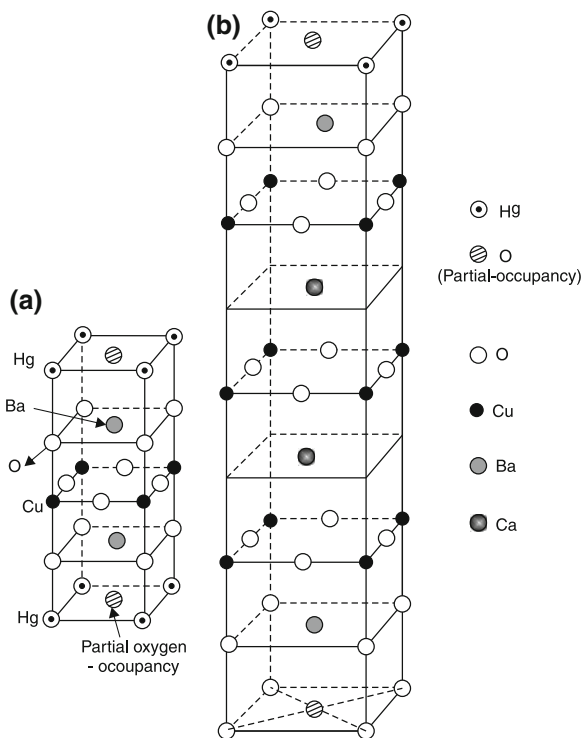 (b)
Hg
O
(Partial-occupancy)
(a)
Hg
Ba
O
O
Cu
Cu
Ba
Ca
Hg
Partial oxygen
- ocoupancy